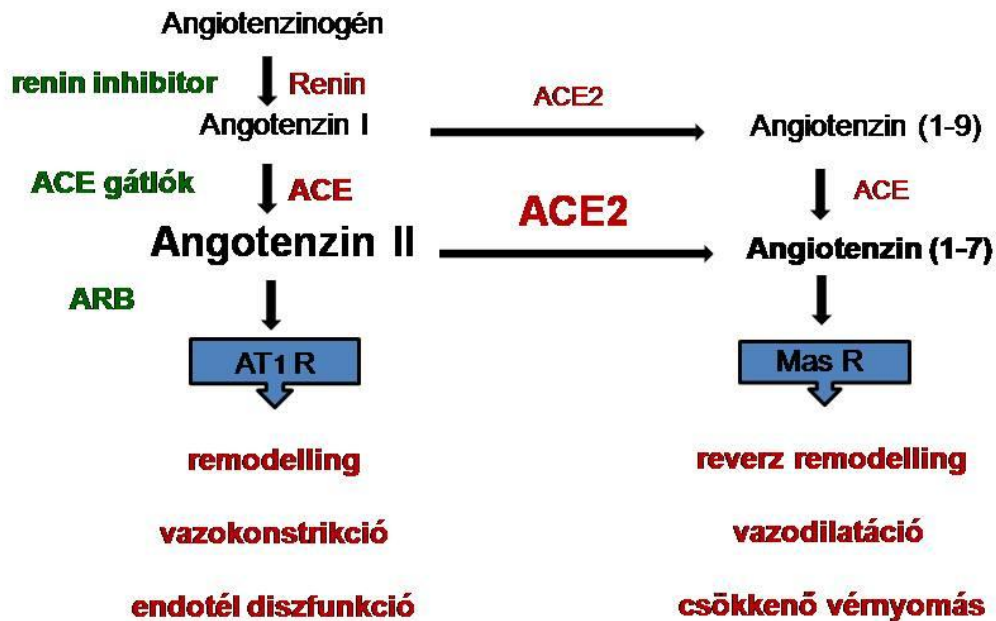 Angiotenzinogén
renin inhibitor
Renin
ACE2
Angotenzin I
Angiotenzin (1-9)
ACE gátlók
ACE
ACE2
ACE
Angotenzin II
Angiotenzin (1-7)
ARB
AT1 R
Mas R
remodelling
reverz remodelling
vazokonstrikció
vazodilatáció
endotél diszfunkció
csökkenő vérnyomás